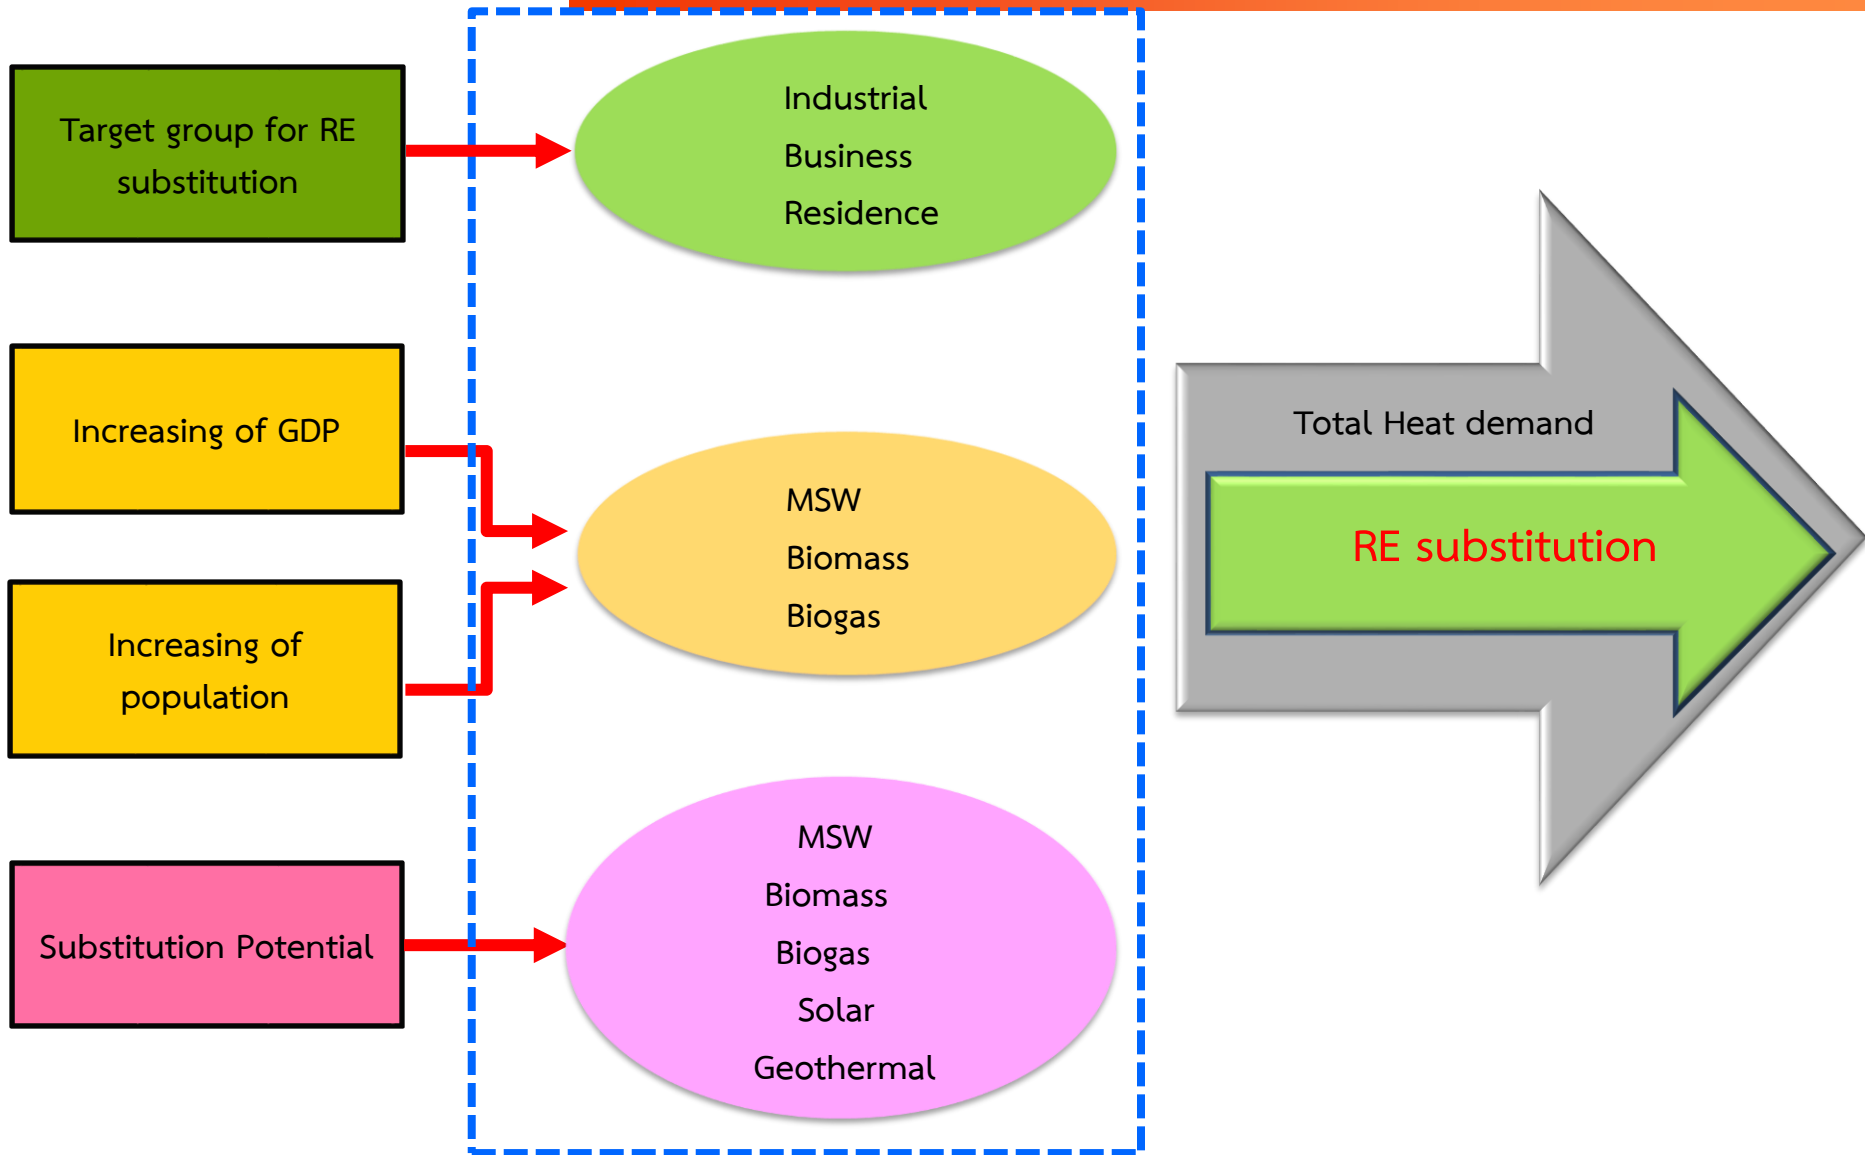 Target group for RE
substitution
Industrial
Business
Residence
Increasing of GDP
Increasing of
population
MSW
Biomass
Biogas
Substitution Potential
MSW
Biomass
Biogas
Solar
Geothermal
Total Heat demand
RE substitution